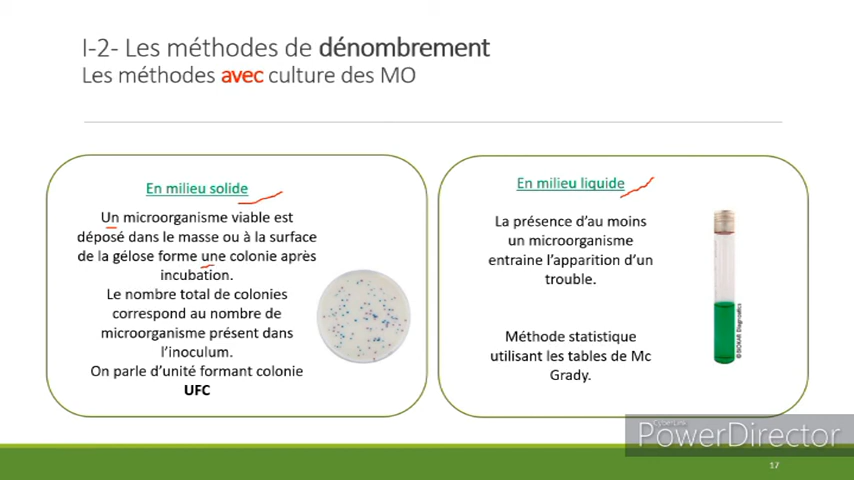 I-2- Les méthodes de dénombrement
Les méthodes avec culture des MO
En milieu solide
Un microorganisme viable est
déposé dans le masse ou à la surface
de la gélose forme une colonie après
incubation.
Le nombre total de colonies
correspond au nombre de
microorganisme présent dans
l’inoculum.
On parle d’unité formant colonie
UFC
En milieu liquide
La présence d’au moins
un microorganisme
entraine l’apparition d’un
trouble.
Méthode statistique
utilisant les tables de Mc
Grady.
©BIOKAR Diagnostics
CyberLink
PowerDirector
17